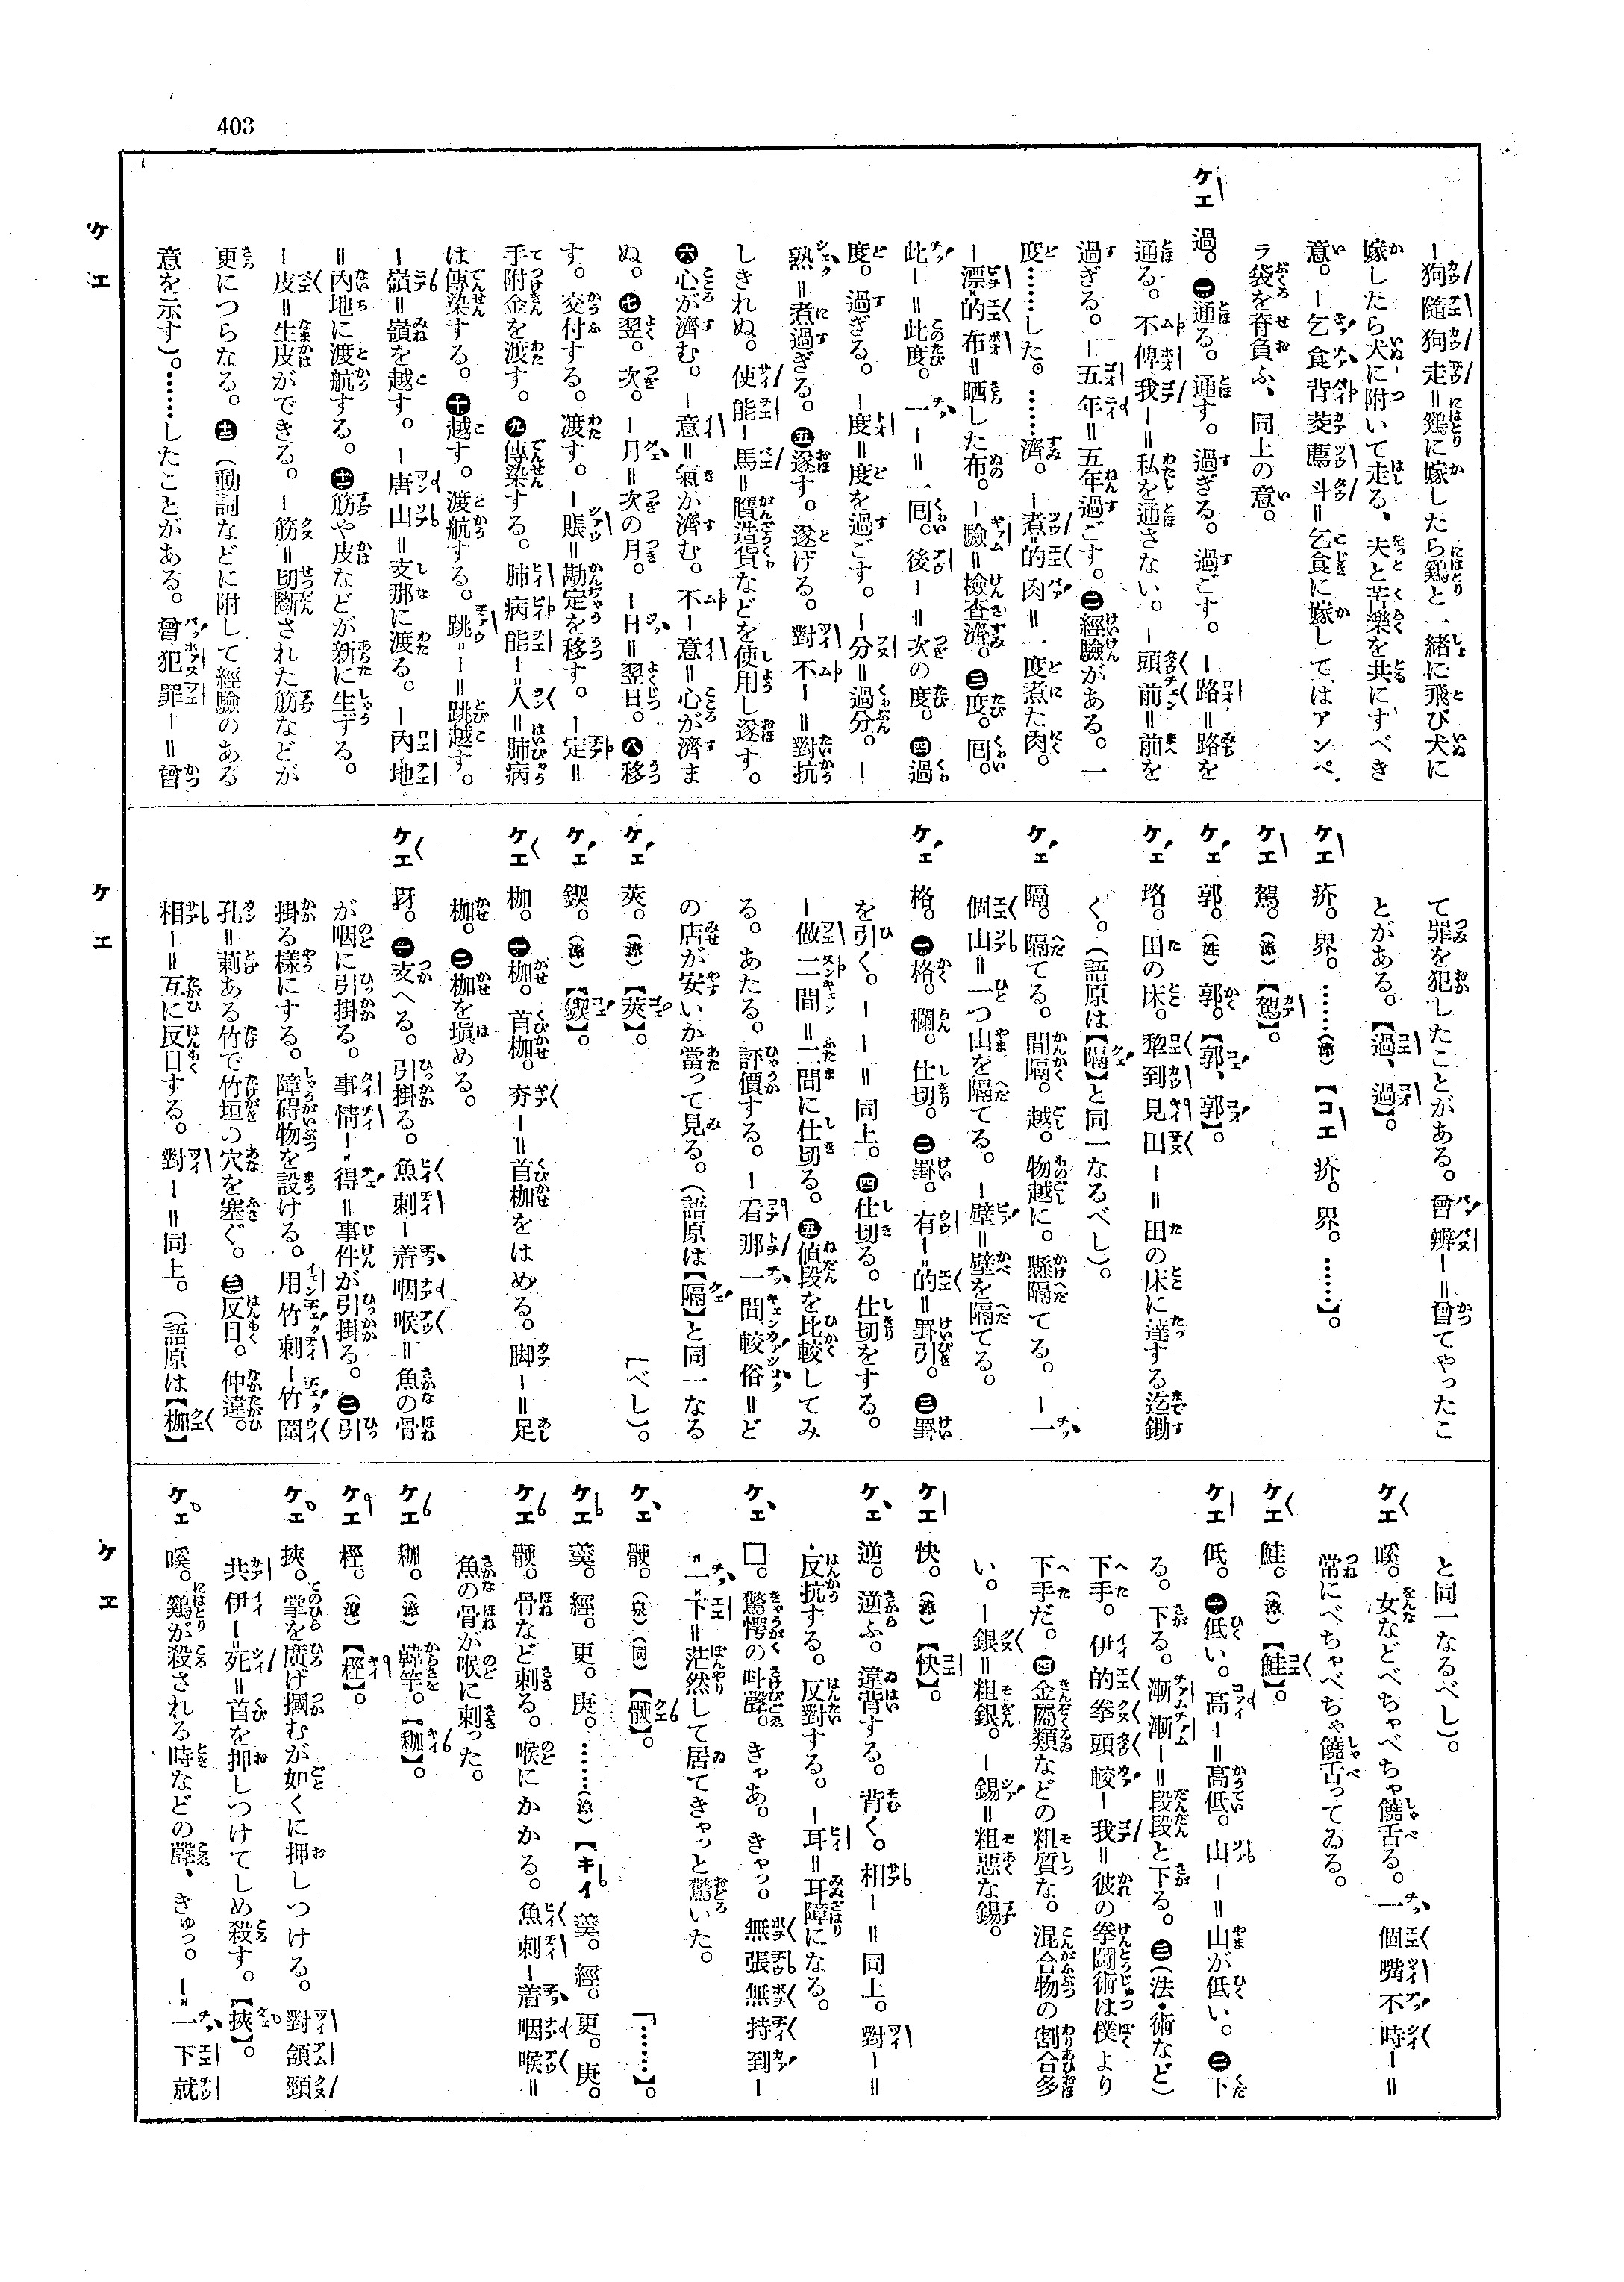 403
ー狗隨狗走＝鷄に嫁したら鷄と一緒に飛び犬に
嫁したら犬に附いて走る、夫と苦樂を共にすべき
意。ー乞食背菱薦斗＝乞食に嫁してはアンペ
ラ袋を脊負ふ、同上の意。
ケエ 過。㊀通る。通す。過ぎる。過ごす。ー路＝路を
通る。不俾我ー＝私を通さない。ー頭前＝前を
過ぎる。ー五年＝五年過ごす。㊁經驗がある。一
度……した。……濟。ー煮的肉＝一度煮た肉。
ー漂的布＝晒した布。ー驗＝檢查濟。㊂度。囘。
此ー＝此度。一ー＝一囘。後ー＝次の度。㊃過
度。過ぎる。ー度＝度を過ごす。ー分＝過分。ー
熟＝煮過ぎる。㊄遂す。遂げる。對不ー＝對抗
しきれぬ。使能ー馬＝贋造貨などを使用し遂す。
㊅心が濟む。ー意＝氣が濟む。不ー意＝心が濟ま
ぬ。㊆翌。次。ー月＝次の月。ー日＝翌日。㊇移
す。交付する。渡す。ー賬＝勘定を移す。ー定＝
手附金を渡す。㊈傳染する。肺病能ー人＝肺病
は傳染する。㊉越す。渡航する。跳ー＝跳越す。
ー嶺＝嶺を越す。ー唐山＝支那に渡る。ー內地
＝內地に渡航する。(十一)筋や皮などが新に生ずる。
ー皮＝生皮ができる。ー筋＝切斷された筋などが
更につらなる。(十二)(動詞などに附して經驗のある
意を示す)。……したことがある。曾犯罪ー＝曾
ケエ
て罪を犯したことがある。曾辦ー＝曾てやったこ
とがある。【過、過】。
ケエ 疥。界。……(漳)【コエ疥。界。……】。
ケエ 鴐。(漳)【鴐】。
ケェ 郭。(姓)郭。【郭、郭】。
ケェ 垎。田の床。犂到見田ー＝田の床に達する迄鋤
く。(語原は【隔】と同一なるべし)。
ケェ 隔。隔てる。間隔。越。物越に。懸隔てる。ー一
個山＝一つ山を隔てる。ー壁＝壁を隔てる。
ケェ 格。㊀格。欄。仕切。㊁罫。有ー的＝罫引。㊂罫
を引く。ーー＝同上。㊃仕切る。仕切をする。
ー做二間＝二間に仕切る。㊄値段を比較してみ
る。あたる。評價する。ー看那一間較俗＝ど
の店が安いか當って見る。(語原は【隔】と同一なる
［べし)。
ケェ 莢。(漳)【莢】。
ケェ 鍥。(漳)【鍥】。
ケエ 枷。㊀枷。首枷。夯ー＝首枷をはめる。脚ー＝足
枷。㊁枷を塡める。
ケエ 㧎。㊀支へる。引掛る。魚刺ー着咽喉＝魚の骨
が咽に引掛る。事情ー得＝事件が引掛る。㊁引
掛る樣にする。障碍物を設ける。用竹刺ー竹圍
孔＝莿ある竹で竹垣の穴を塞ぐ。㊂反目。仲違。
相ー＝互に反目する。對ー＝同上。(語原は【枷】
ケエ
と同一なるべし)。
ケエ 㗨。女などべちゃべちゃ饒舌る。一個嘴不時ー＝
常にべちゃべちゃ饒舌ってゐる。
ケエ 鮭。(漳)【鮭】。
ケエ 低。㊀低い。高ー＝高低。山ー＝山が低い。㊁下
る。下る。漸漸ー＝段段と下る。㊂(法・術など)
下手。伊的拳頭較ー我＝彼の拳鬪術は僕より
下手だ。㊃金屬類などの粗質な。混合物の割合多
い。ー銀＝粗銀。ー錫＝粗惡な錫。
ケエ 快。(漳)【快】。
ケェ 逆。逆ふ。違背する。背く。相ー＝同上。對ー＝
反抗する。反對する。ー耳＝耳障になる。
ケェ 口。驚愕の叫聲。きゃあ。きゃっ。無張無持到ー
一下＝茫然して居てきゃっと驚いた。
ケェ 骾。(泉)(同)【骾】。
ケエ 羹。經。更。庚。……(漳)【キイ羹。經。更。庚。
［……】。
ケエ 骾。骨など刺る。喉にかかる。魚刺ー着咽喉＝
魚の骨が喉に刺った。
ケエ (漳)韓竿。
ケエ 桱。(漳)【桱】。
ケェ 挾。掌を廣げ摑むが如くに押しつける。對頷頸
共伊ー死＝首を押しつけてしめ殺す。【挾】。
ケェ 㗨。鷄が殺される時などの聲、きゅっ。ー一下就
ケエ